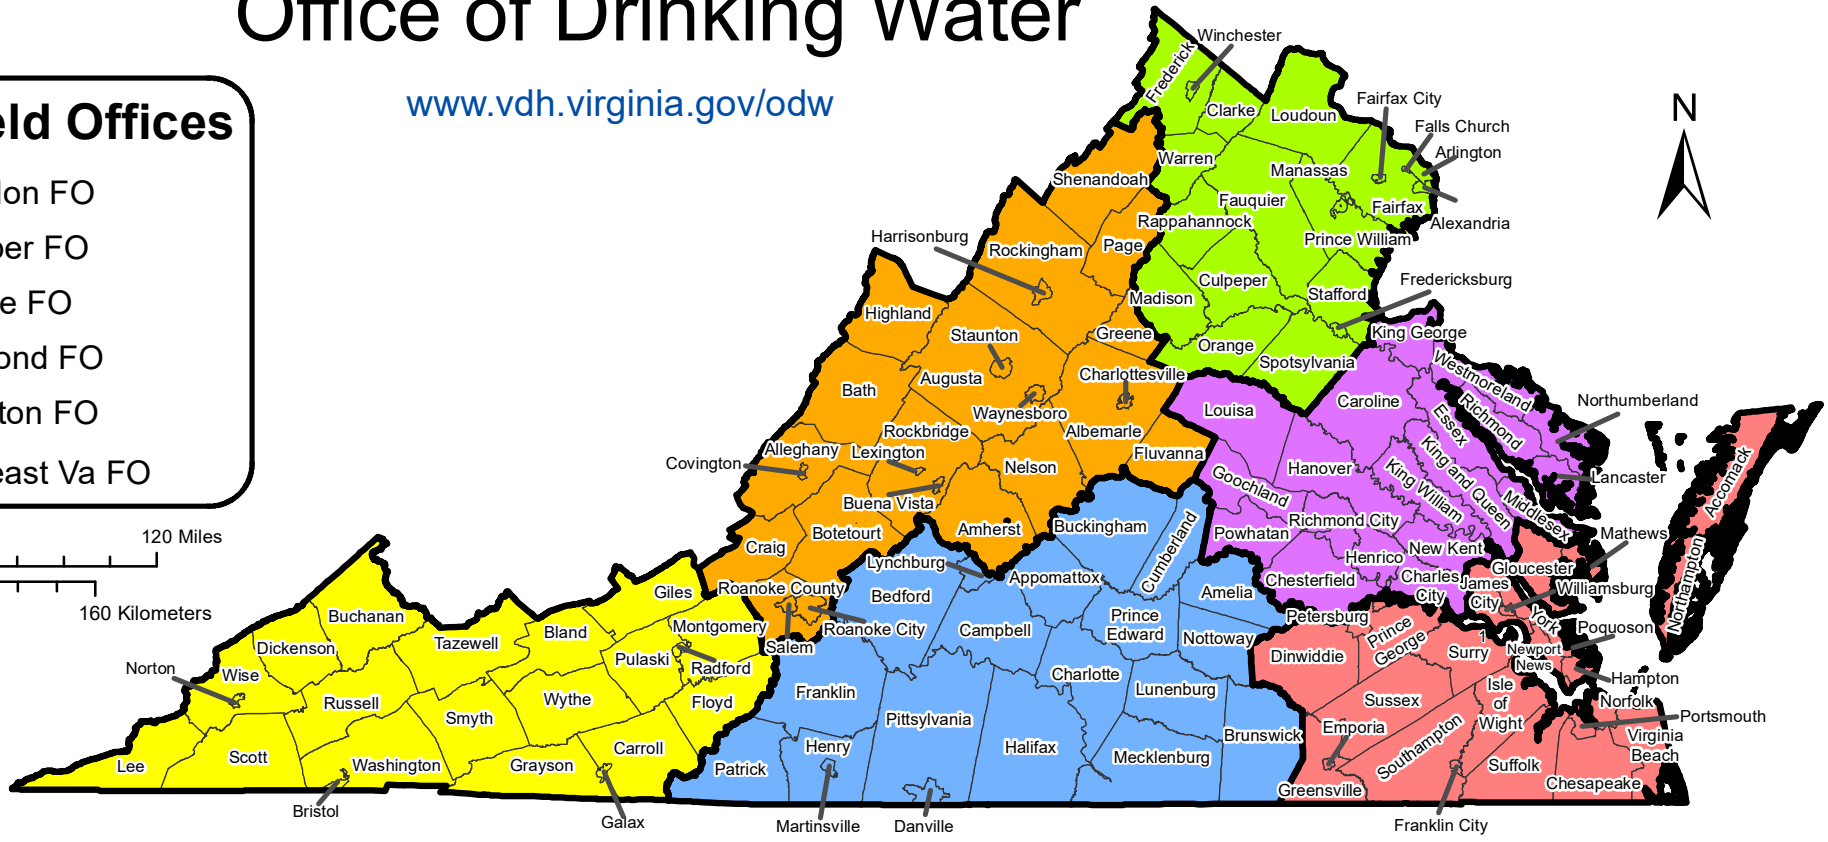 Office of Drinking Water
www.vdh.virginia.gov/odw
eld Offices
on FO
er FO
e FO
ond FO
ton FO
east Va FO
120 Miles
160 Kilometers
N
Winchester
Frederick
Clarke
Loudoun
Fairfax City
Falls Church
Arlington
Warren
Manassas
Shenandoah
Fauquier
Fairfax
Alexandria
Rappahannock
Prince William
Harrisonburg
Rockingham
Page
Culpeper
Stafford
Fredericksburg
Madison
Highland
Staunton
Greene
Orange
King George
Spotsylvania
Westmoreland
Bath
Augusta
Charlottesville
Louisa
Caroline
Richmond
Northumberland
Waynesboro
Essex
Rockbridge
Albemarle
Alleghany
Lexington
Fluvanna
Covington
Nelson
Hanover
King and Queen
Goochland
King William
Lancaster
Accomack
Buena Vista
Middlesex
Amherst
Buckingham
Cumberland
Richmond City
Botetourt
Powhatan
Mathews
Craig
Henrico
New Kent
Lynchburg
Appomattox
Gloucester
Chesterfield
Charles
City
James
City
Williamsburg
Northampton
Roanoke County
Giles
Bedford
Amelia
Buchanan
Petersburg
York
Prince
Edward
Prince
George
Poquoson
Montgomery
Roanoke City
Campbell
Bland
Tazewell
Nottoway
1
Dickenson
Salem
Newport
News
Surry
Dinwiddie
Pulaski
Radford
Norton
Wise
Charlotte
Hampton
Isle
of
Wight
Franklin
Lunenburg
Wythe
Russell
Floyd
Sussex
Norfolk
Smyth
Pittsylvania
Portsmouth
Emporia
Brunswick
Southampton
Virginia
Beach
Carroll
Henry
Halifax
Scott
Mecklenburg
Lee
Washington
Grayson
Patrick
Suffolk
Chesapeake
Greensville
Bristol
Galax
Martinsville
Danville
Franklin City